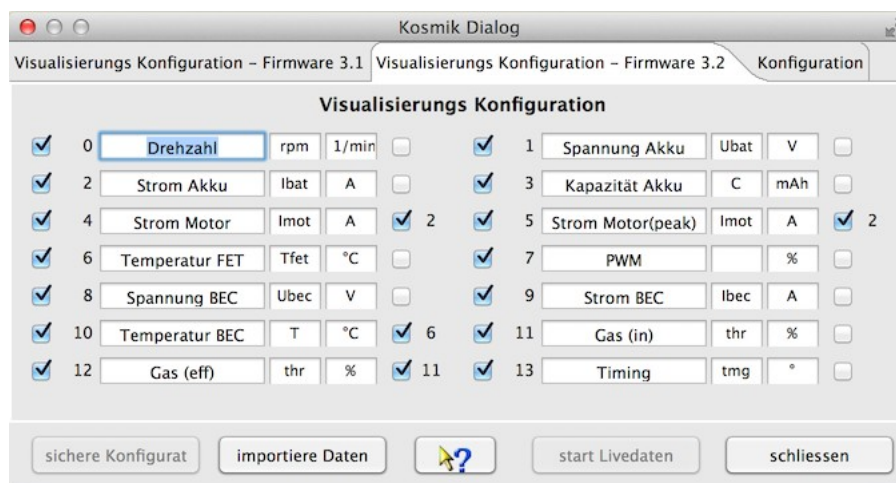 Kosmik Dialog
Visualisierungs Konfiguration – Firmware 3.1 Visualisierungs Konfiguration – Firmware 3.2 Konfiguration
Visualisierungs Konfiguration
0 Drehzahl rpm 1/min 1 Spannung Akku Ubat V
2 Strom Akku Ibat A 3 Kapazität Akku C mAh
4 Strom Motor Imot A 2 5 Strom Motor(peak) Imot A 2
6 Temperatur FET Tfet °C 7 PWM %
8 Spannung BEC Ubec V 9 Strom BEC Ibec A
10 Temperatur BEC T °C 6 11 Gas (in) thr %
12 Gas (eff) thr % 11 13 Timing tmg °
sichere Konfigurat importiere Daten ? start Livedaten schliessen